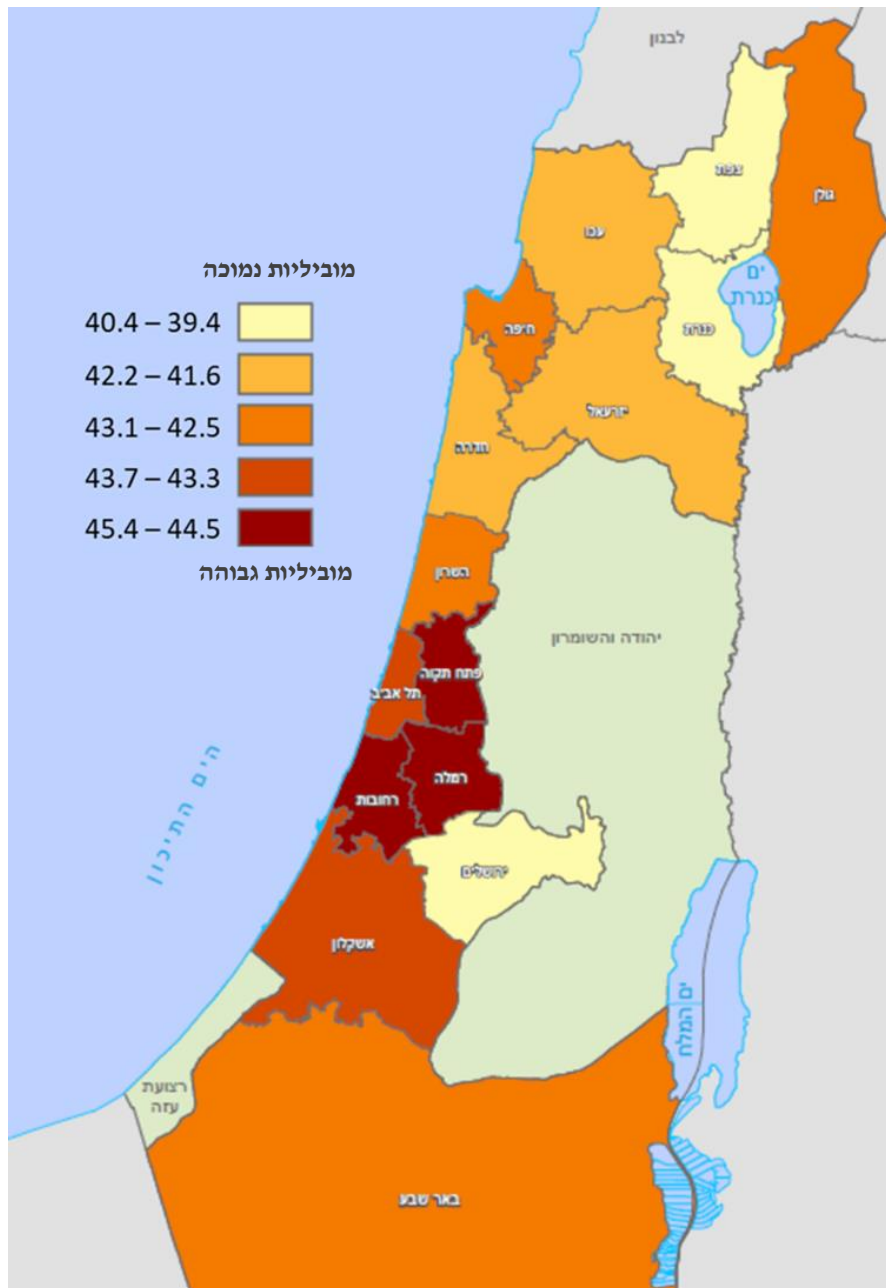 לבנון
צפת
גולן
עכו
ים
כנרת
מוביליות נמוכה
40.4 – 39.4
42.2 – 41.6
43.1 – 42.5
43.7 – 43.3
45.4 – 44.5
מוביליות גבוהה
חיפה
כנרת
יזרעאל
חדרה
השרון
יהודה והשומרון
פתח תקוה
תל אביב
רמלה
רחובות
הים התיכון
ירושלים
אשקלון
ים המלח
רצועת
עזה
באר שבע